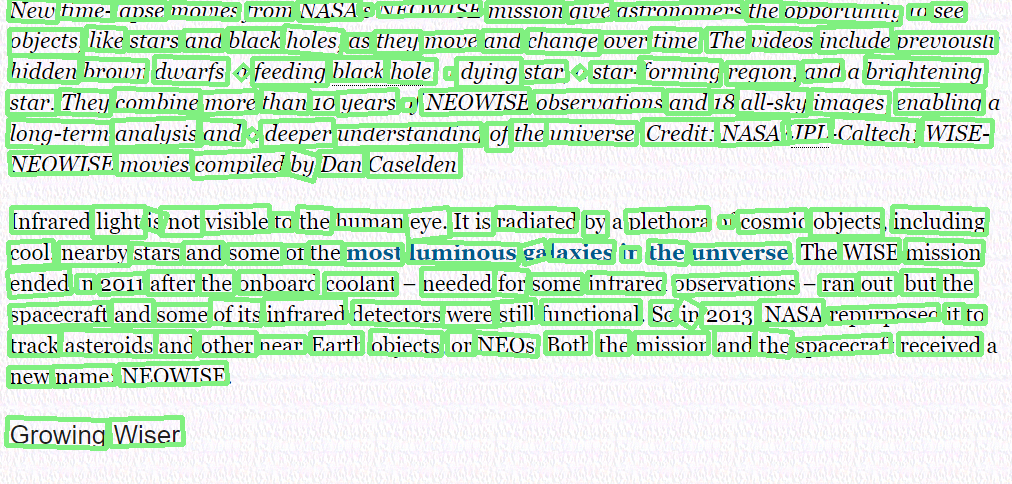 New time-lapse movies from NASA's NEOWISE mission give astronomers the opportunity to see
objects, like stars and black holes, as they move and change over time. The videos include previously
hidden brown dwarfs, a feeding black hole, a dying star, a star-forming region, and a brightening
star. They combine more than 10 years of NEOWISE observations and 18 all-sky images, enabling a
long-term analysis and a deeper understanding of the universe. Credit: NASA/JPL-Caltech; WISE-
NEOWISE movies compiled by Dan Caselden
Infrared light is not visible to the human eye. It is radiated by a plethora of cosmic objects, including
cool, nearby stars and some of the most luminous galaxies in the universe. The WISE mission
ended in 2011 after the onboard coolant – needed for some infrared observations – ran out, but the
spacecraft and some of its infrared detectors were still functional. So in 2013, NASA repurposed it to
track asteroids and other near-Earth objects, or NEOs. Both the mission and the spacecraft received a
new name: NEOWISE.
Growing Wiser